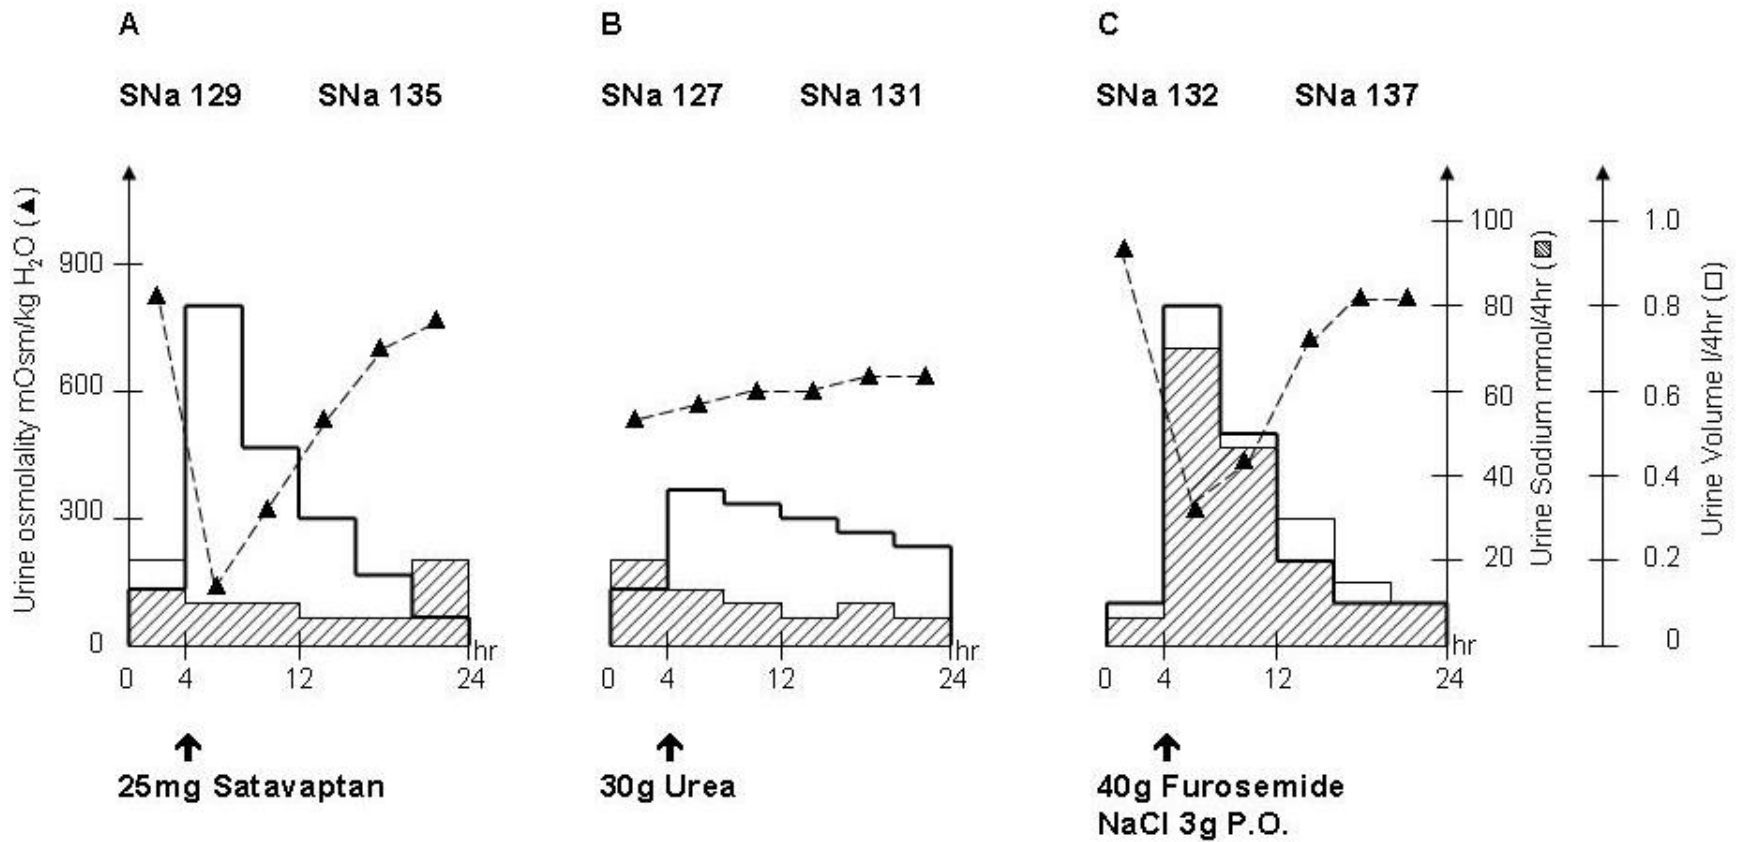 A B C
SNa 129 SNa 135 SNa 127 SNa 131 SNa 132 SNa 137
Urine osmolality mOsm/kg H₂O (▲)
900
600
300
0
0 4 12 24 hr
0 4 12 24 hr
0 4 12 24 hr
100
80
60
40
20
Urine Sodium mmol/4hr (▨)
1.0
0.8
0.6
0.4
0.2
0
Urine Volume l/4hr (□)
25mg Satavaptan
30g Urea
40g Furosemide
NaCl 3g P.O.